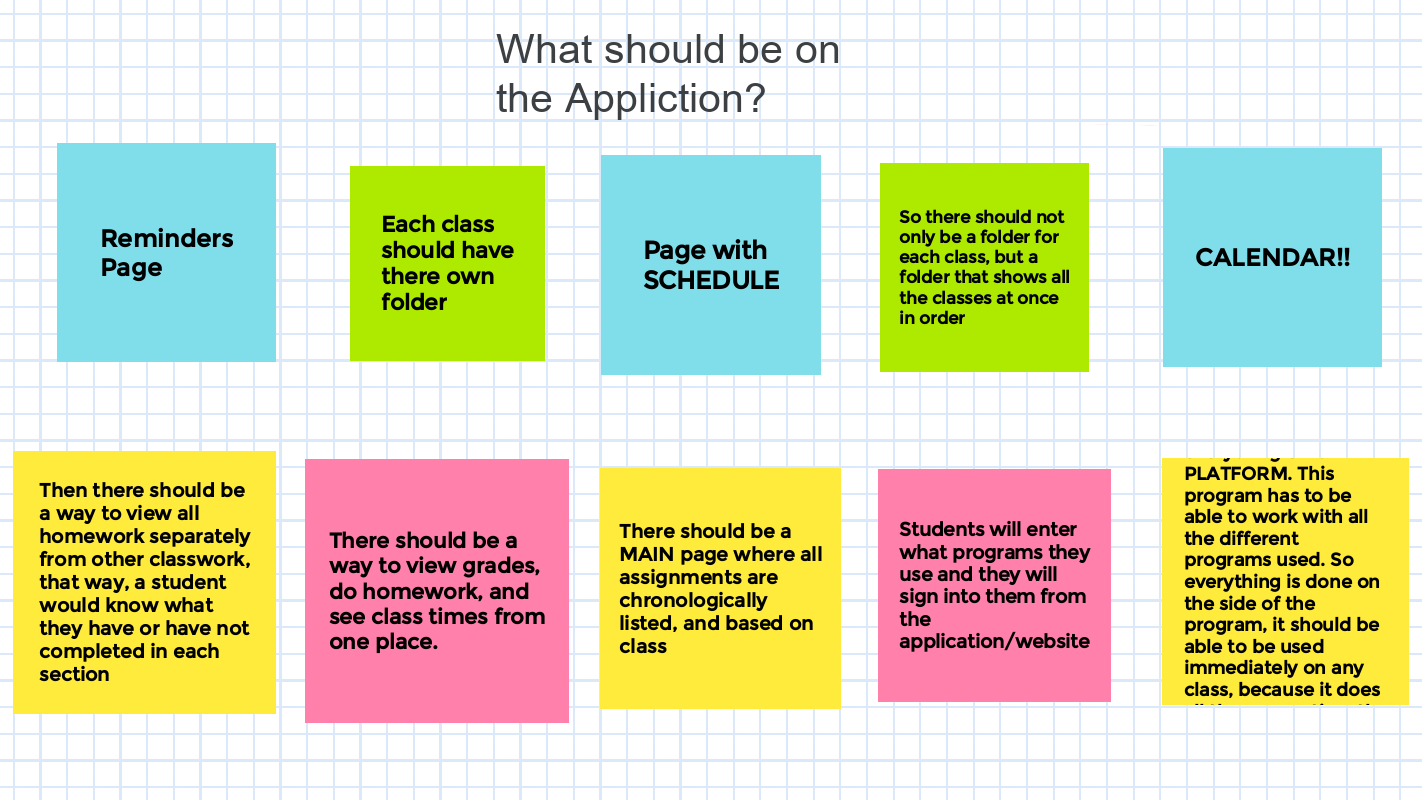 What should be on
the Appliction?
Reminders
Page
Each class
should have
there own
folder
Page with
SCHEDULE
So there should not
only be a folder for
each class, but a
folder that shows all
the classes at once
in order
CALENDAR!!
Then there should be
a way to view all
homework separately
from other classwork,
that way, a student
would know what
they have or have not
completed in each
section
There should be a
way to view grades,
do homework, and
see class times from
one place.
There should be a
MAIN page where all
assignments are
chronologically
listed, and based on
class
Students will enter
what programs they
use and they will
sign into them from
the
application/website
PLATFORM. This
program has to be
able to work with all
the different
programs used. So
everything is done on
the side of the
program, it should be
able to be used
immediately on any
class, because it does